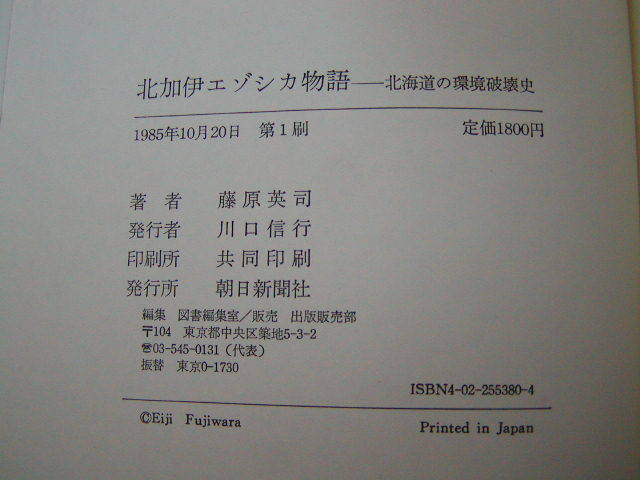 北加伊エゾシカ物語──北海道の環境破壊史
1985年10月20日 第1刷 定価1800円
著 者 藤原英司
発行者 川口信行
印刷所 共同印刷
発行所 朝日新聞社
編集 図書編集室／販売 出版販売部
〒104 東京都中央区築地5-3-2
☎03-545-0131（代表）
振替 東京0-1730
ISBN4-02-255380-4
©Eiji Fujiwara
Printed in Japan